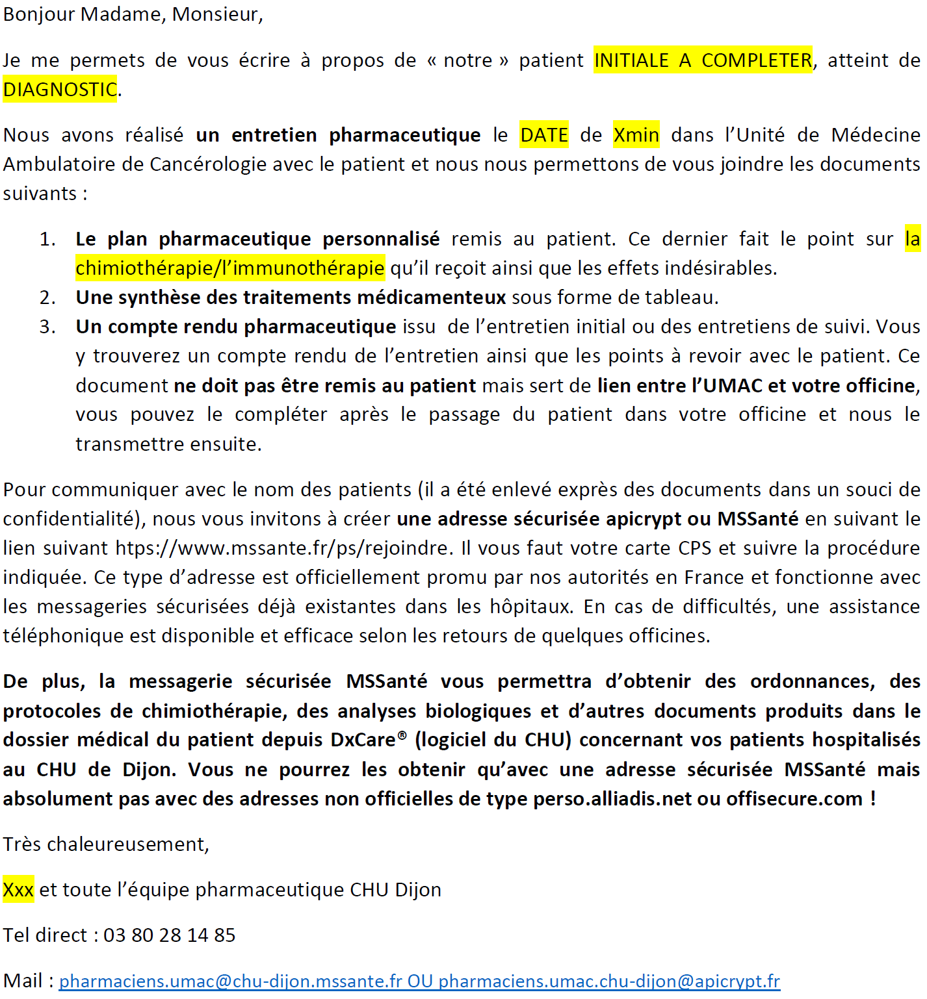 Bonjour Madame, Monsieur,
Je me permets de vous écrire à propos de « notre » patient INITIALE A COMPLETER, atteint de
DIAGNOSTIC.
Nous avons réalisé un entretien pharmaceutique le DATE de Xmin dans l’Unité de Médecine
Ambulatoire de Cancérologie avec le patient et nous nous permettons de vous joindre les documents
suivants :
1. Le plan pharmaceutique personnalisé remis au patient. Ce dernier fait le point sur la
chimiothérapie/l’immunothérapie qu’il reçoit ainsi que les effets indésirables.
2. Une synthèse des traitements médicamenteux sous forme de tableau.
3. Un compte rendu pharmaceutique issu  de l’entretien initial ou des entretiens de suivi. Vous
y trouverez un compte rendu de l’entretien ainsi que les points à revoir avec le patient. Ce
document ne doit pas être remis au patient mais sert de lien entre l’UMAC et votre officine,
vous pouvez le compléter après le passage du patient dans votre officine et nous le
transmettre ensuite.
Pour communiquer avec le nom des patients (il a été enlevé exprès des documents dans un souci de
confidentialité), nous vous invitons à créer une adresse sécurisée apicrypt ou MSSanté en suivant le
lien suivant htps://www.mssante.fr/ps/rejoindre. Il vous faut votre carte CPS et suivre la procédure
indiquée. Ce type d’adresse est officiellement promu par nos autorités en France et fonctionne avec
les messageries sécurisées déjà existantes dans les hôpitaux. En cas de difficultés, une assistance
téléphonique est disponible et efficace selon les retours de quelques officines.
De plus, la messagerie sécurisée MSSanté vous permettra d’obtenir des ordonnances, des
protocoles de chimiothérapie, des analyses biologiques et d’autres documents produits dans le
dossier médical du patient depuis DxCare® (logiciel du CHU) concernant vos patients hospitalisés
au CHU de Dijon. Vous ne pourrez les obtenir qu’avec une adresse sécurisée MSSanté mais
absolument pas avec des adresses non officielles de type perso.alliadis.net ou offisecure.com !
Très chaleureusement,
Xxx et toute l’équipe pharmaceutique CHU Dijon
Tel direct : 03 80 28 14 85
Mail : pharmaciens.umac@chu-dijon.mssante.fr OU pharmaciens.umac.chu-dijon@apicrypt.fr